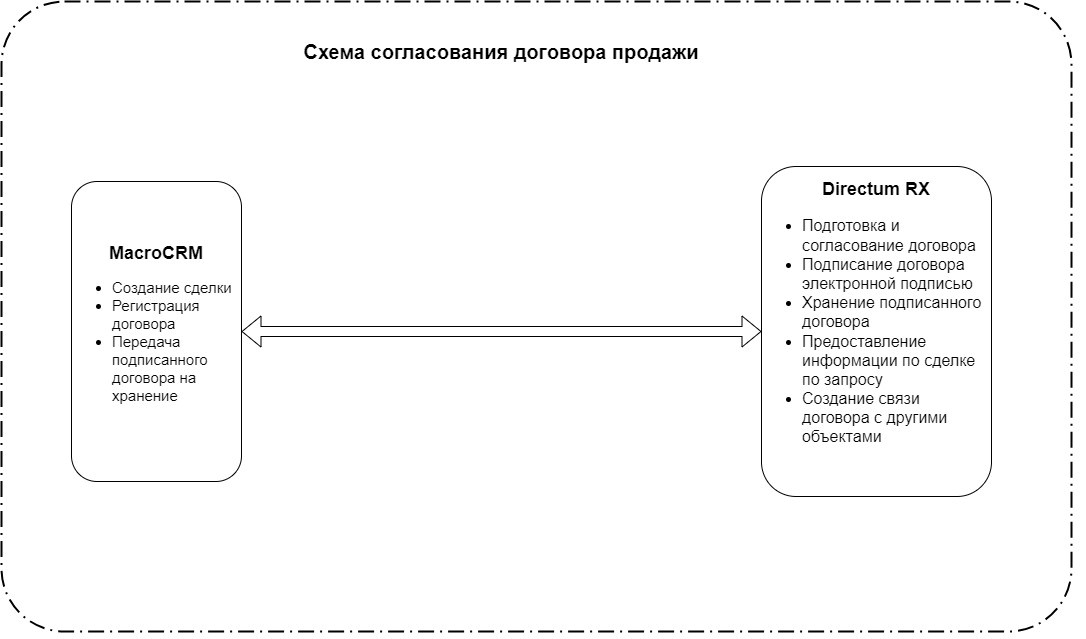 Схема согласования договора продажи
MacroCRM
Создание сделки
Регистрация
договора
Передача
подписанного
договора на
хранение
Directum RX
Подготовка и
согласование договора
Подписание договора
электронной подписью
Хранение подписанного
договора
Предоставление
информации по сделке
по запросу
Создание связи
договора с другими
объектами